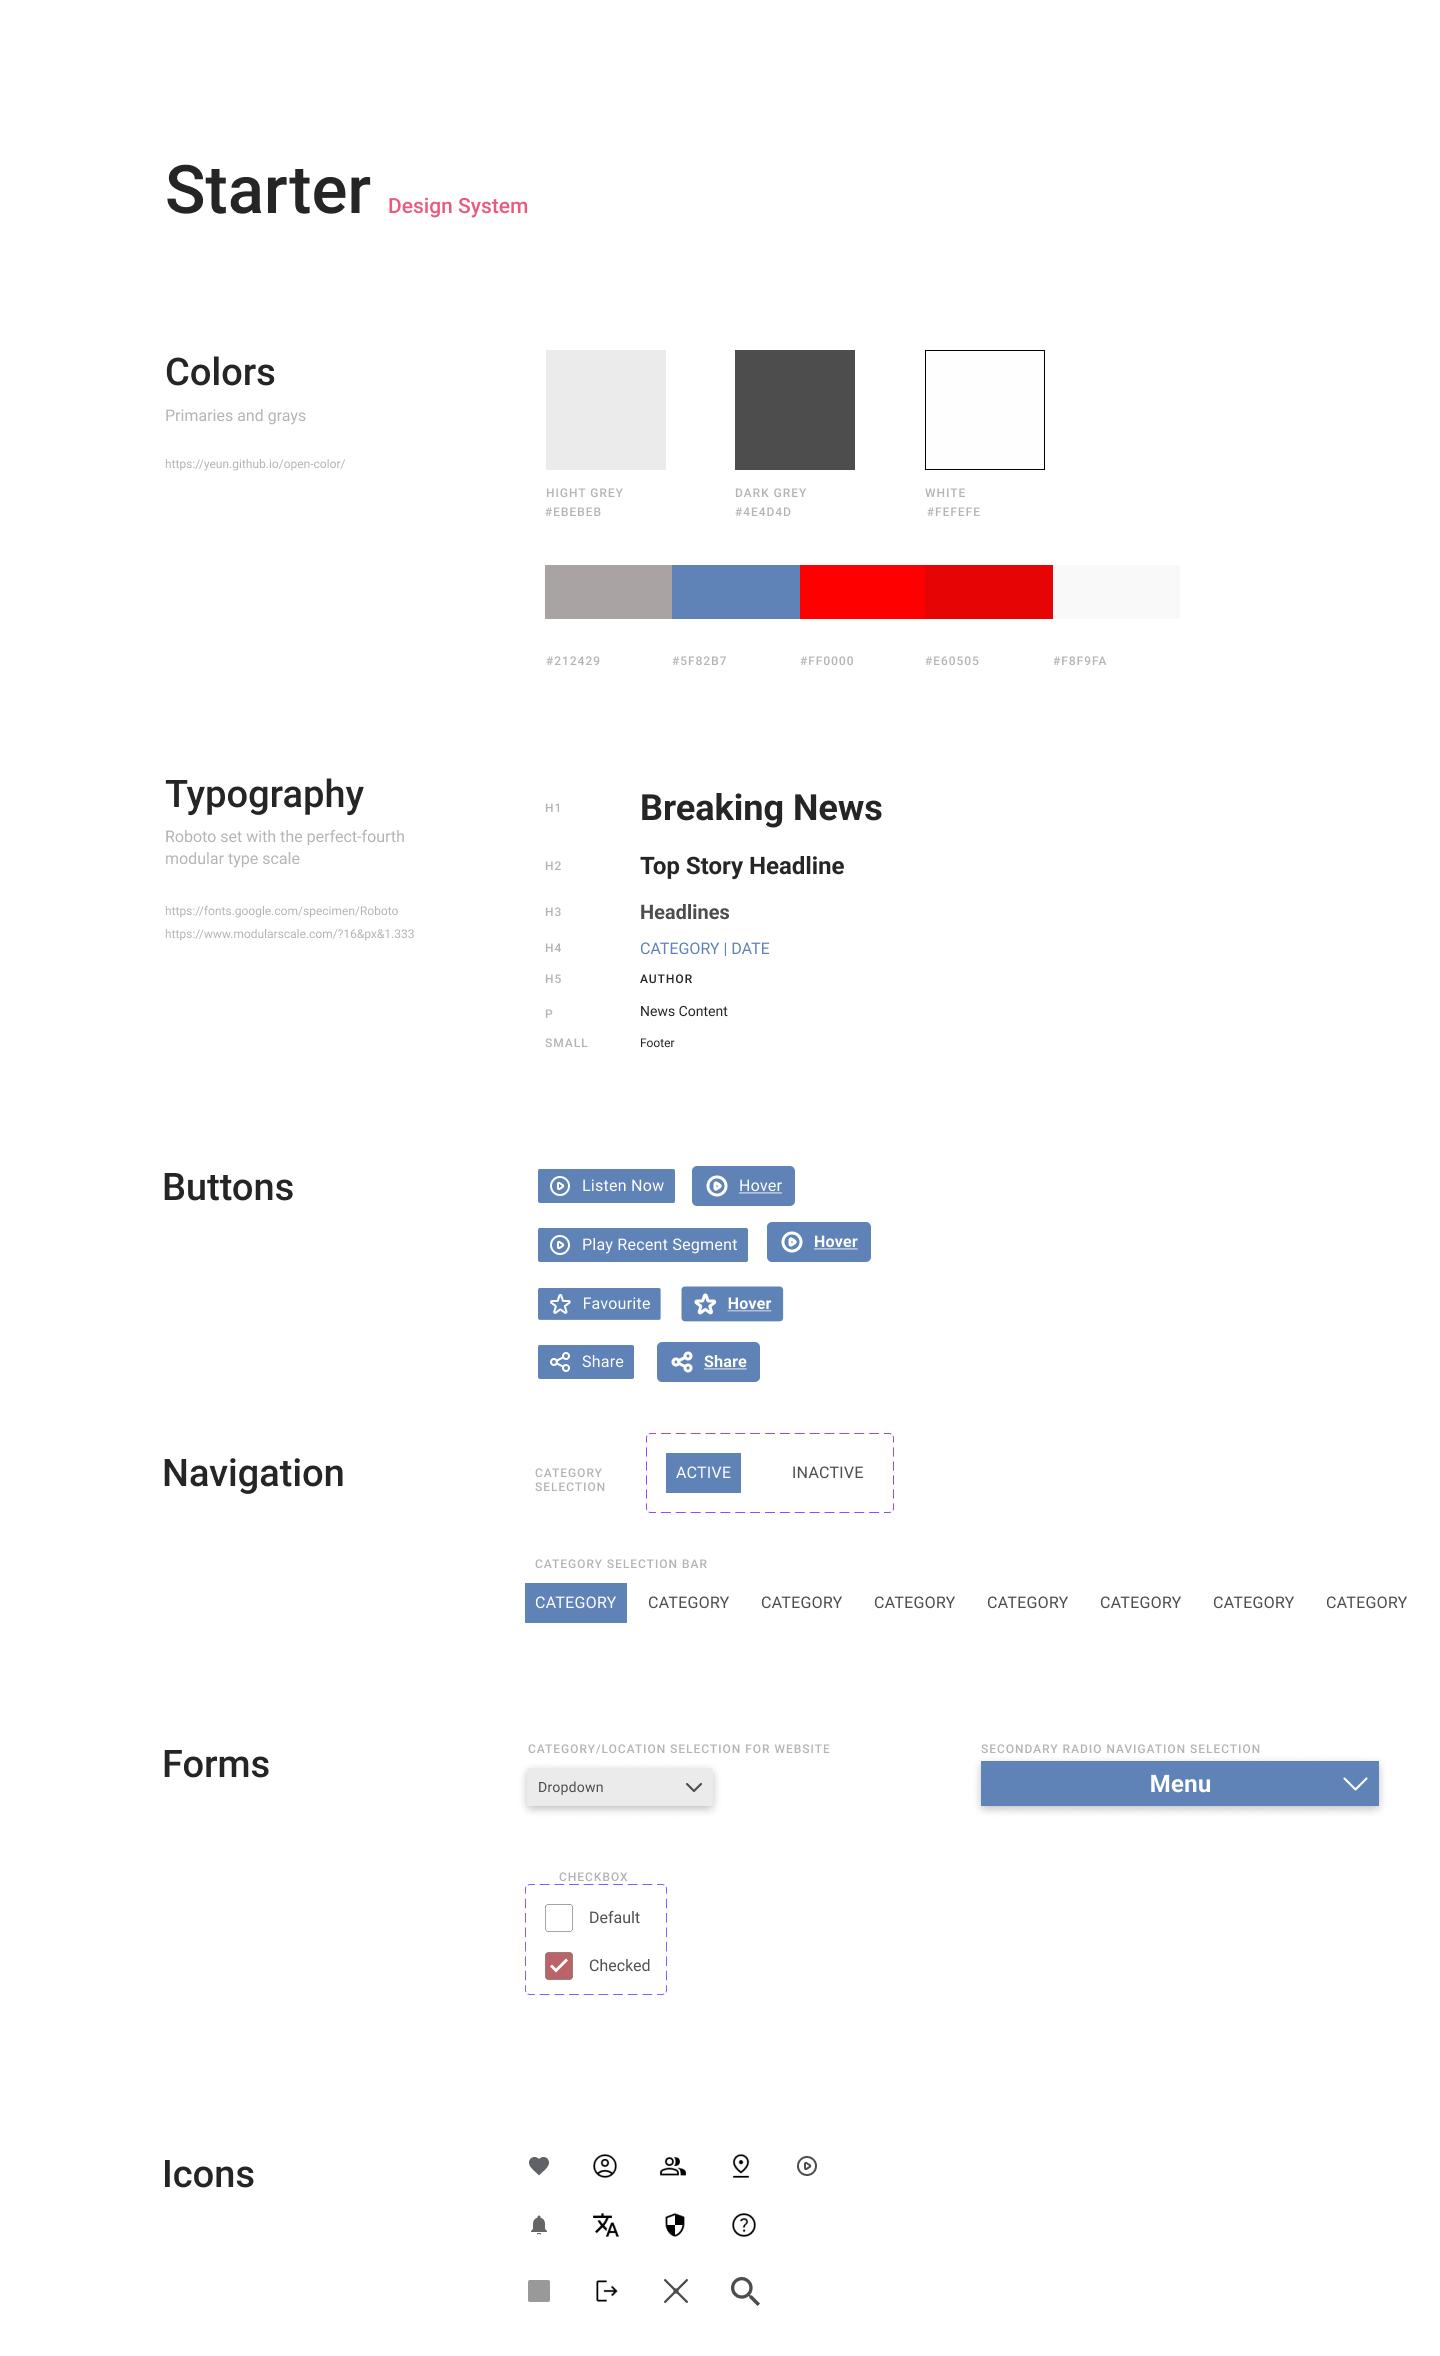 Starter Design System
Colors
Primaries and grays
https://yeun.github.io/open-color/
HIGHT GREY
#EBEBEB
DARK GREY
#4E4D4D
WHITE
#FEFEFE
#212429 #5F82B7 #FF0000 #E60505 #F8F9FA
Typography
Roboto set with the perfect-fourth
modular type scale
https://fonts.google.com/specimen/Roboto
https://www.modularscale.com/?16&px&1.333
H1 Breaking News
H2 Top Story Headline
H3 Headlines
H4 CATEGORY | DATE
H5 AUTHOR
P News Content
SMALL Footer
Buttons
Listen Now Hover
Play Recent Segment Hover
Favourite Hover
Share Share
Navigation
CATEGORY
SELECTION
ACTIVE INACTIVE
CATEGORY SELECTION BAR
CATEGORY CATEGORY CATEGORY CATEGORY CATEGORY CATEGORY CATEGORY CATEGORY
Forms
CATEGORY/LOCATION SELECTION FOR WEBSITE
Dropdown
SECONDARY RADIO NAVIGATION SELECTION
Menu
CHECKBOX
Default
Checked
Icons